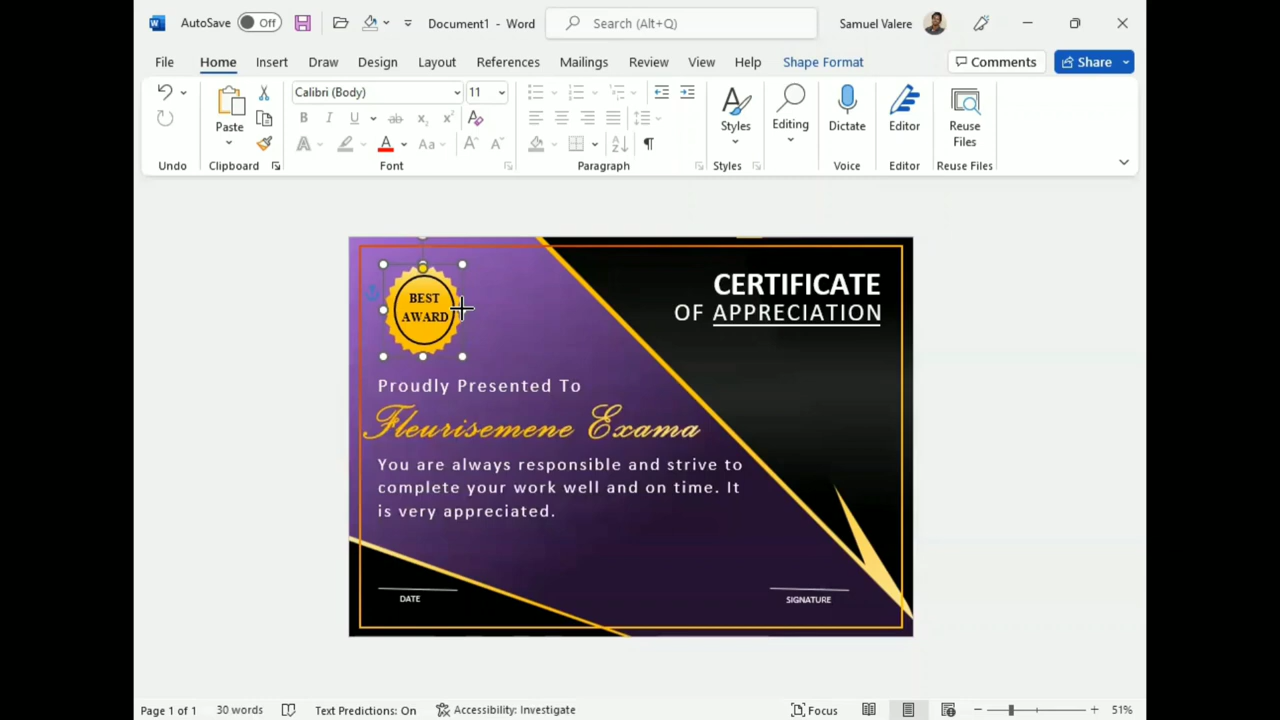 AutoSave Off Document1 - Word Search (Alt+Q) Samuel Valere
File Home Insert Draw Design Layout References Mailings Review View Help Shape Format Comments Share
Calibri (Body) 11
B I U ab x₂ x² A
A A Aa A A
Paste Styles Editing Dictate Editor Reuse
Files
Undo Clipboard Font Paragraph Styles Voice Editor Reuse Files
BEST
AWARD
CERTIFICATE
OF APPRECIATION
Proudly Presented To
Fleurisemene Exama
You are always responsible and strive to
complete your work well and on time. It
is very appreciated.
DATE
SIGNATURE
Page 1 of 1 30 words Text Predictions: On Accessibility: Investigate Focus 51%